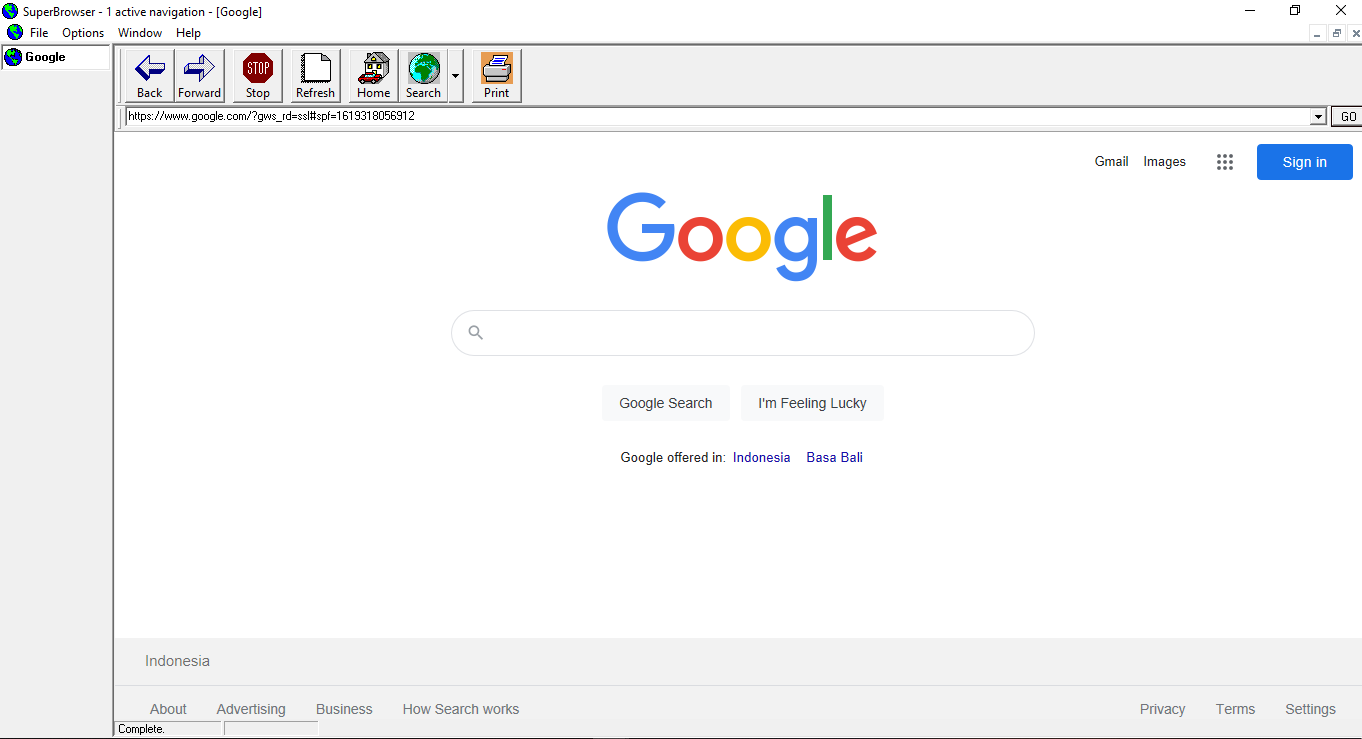 SuperBrowser - 1 active navigation - [Google]
File Options Window Help
Google
Back Forward STOP Stop Refresh Home Search Print
https://www.google.com/?gws_rd=ssl#spf=1619318056912 GO
Gmail Images Sign in
Google
Google Search I'm Feeling Lucky
Google offered in: Indonesia Basa Bali
Indonesia
About Advertising Business How Search works Privacy Terms Settings
Complete.